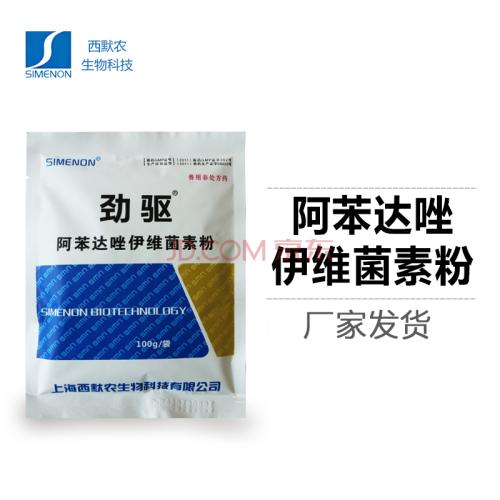 SIMENON
西默农
生物科技
SIMENON®
兽用非处方药
劲驱®
阿苯达唑伊维菌素粉
SIMENON BIOTECHNOLOGY
100g/袋
上海西默农生物科技有限公司
JD.COM 京东
阿苯达唑
伊维菌素粉
厂家发货